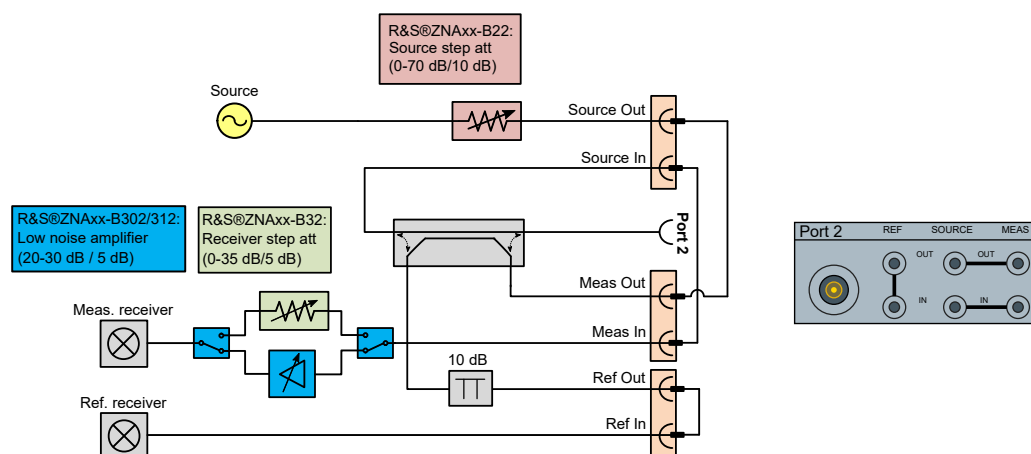 R&S®ZNAxx-B22:
Source step att
(0-70 dB/10 dB)
Source
Source Out
Source In
R&S®ZNAxx-B302/312:
Low noise amplifier
(20-30 dB / 5 dB)
R&S®ZNAxx-B32:
Receiver step att
(0-35 dB/5 dB)
Port 2
Meas Out
Meas. receiver
Meas In
10 dB
Ref Out
Ref. receiver
Ref In
Port 2
REF SOURCE MEAS
OUT OUT
IN IN